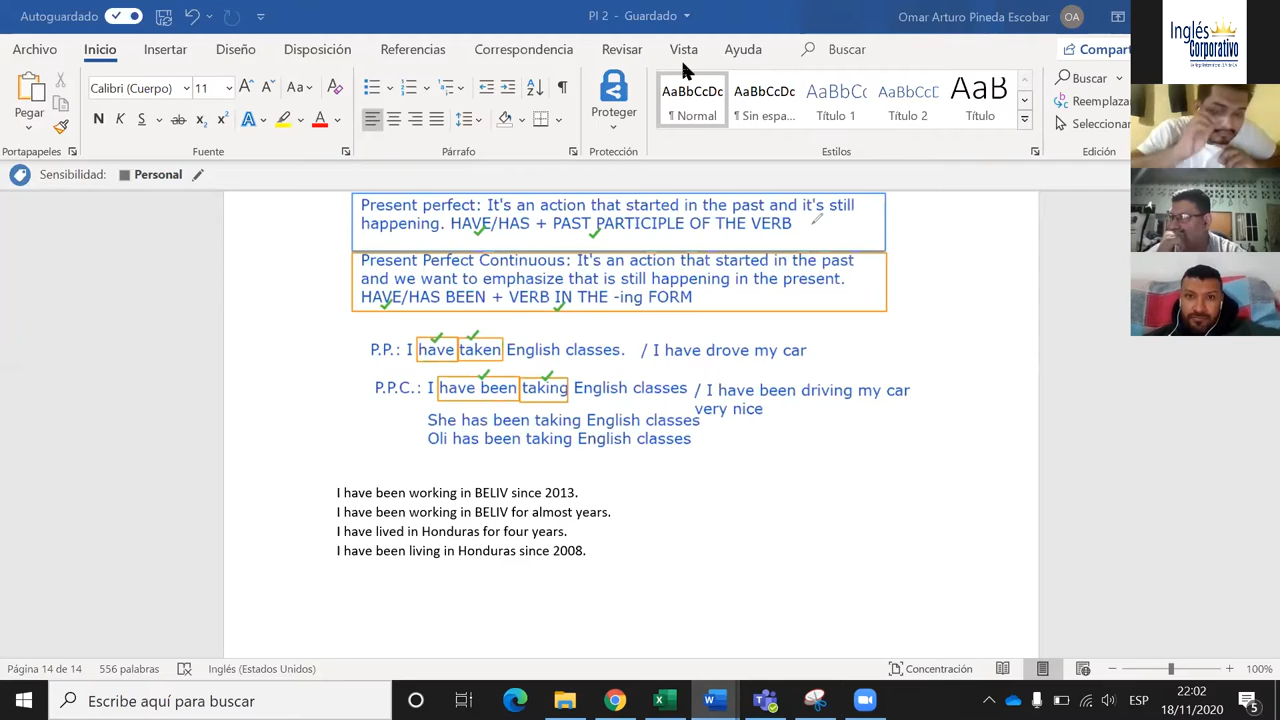 Autoguardado
PI 2 - Guardado
Omar Arturo Pineda Escobar
OA
Archivo Inicio Insertar Diseño Disposición Referencias Correspondencia Revisar Vista Ayuda Buscar Compart
Inglés
Corporativo
Pegar
Portapapeles
Calibri (Cuerpo) 11
N K S ab x₂ x²
Fuente
Párrafo
Proteger
Protección
AaBbCcDc AaBbCcDc AaBbCc AaBbCcD AaB
¶ Normal ¶ Sin espa... Título 1 Título 2 Título
Estilos
Buscar
Reemplaza
Seleccionar
Edición
Sensibilidad: Personal
Present perfect: It's an action that started in the past and it's still
happening. HAVE/HAS + PAST PARTICIPLE OF THE VERB
Present Perfect Continuous: It's an action that started in the past
and we want to emphasize that is still happening in the present.
HAVE/HAS BEEN + VERB IN THE -ing FORM
P.P.: I have taken English classes. / I have drove my car
P.P.C.: I have been taking English classes / I have been driving my car
very nice
She has been taking English classes
Oli has been taking English classes
I have been working in BELIV since 2013.
I have been working in BELIV for almost years.
I have lived in Honduras for four years.
I have been living in Honduras since 2008.
Página 14 de 14 556 palabras Inglés (Estados Unidos) Concentración 100%
Escribe aquí para buscar
ESP
22:02
18/11/2020
5